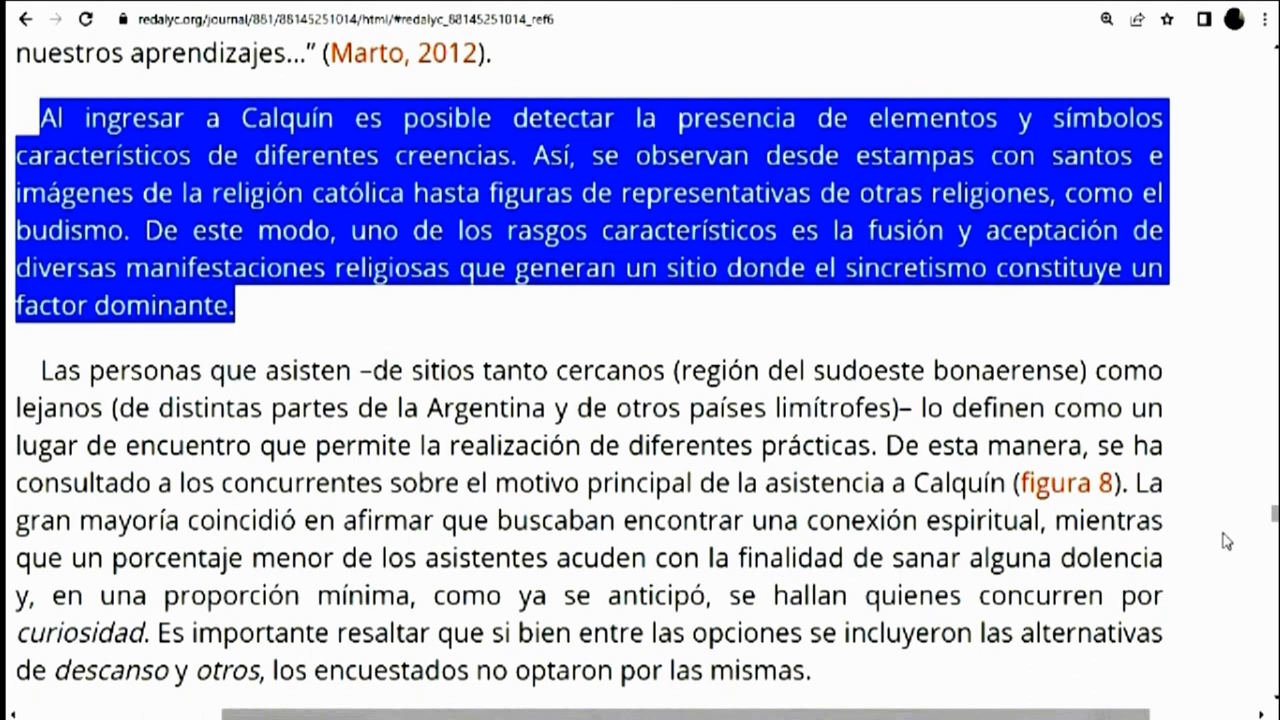 redalyc.org/journal/881/88145251014/html/#redalyc_88145251014_ref6
nuestros aprendizajes...” (Marto, 2012).
Al ingresar a Calquín es posible detectar la presencia de elementos y símbolos
característicos de diferentes creencias. Así, se observan desde estampas con santos e
imágenes de la religión católica hasta figuras de representativas de otras religiones, como el
budismo. De este modo, uno de los rasgos característicos es la fusión y aceptación de
diversas manifestaciones religiosas que generan un sitio donde el sincretismo constituye un
factor dominante.
Las personas que asisten –de sitios tanto cercanos (región del sudoeste bonaerense) como
lejanos (de distintas partes de la Argentina y de otros países limítrofes)– lo definen como un
lugar de encuentro que permite la realización de diferentes prácticas. De esta manera, se ha
consultado a los concurrentes sobre el motivo principal de la asistencia a Calquín (figura 8). La
gran mayoría coincidió en afirmar que buscaban encontrar una conexión espiritual, mientras
que un porcentaje menor de los asistentes acuden con la finalidad de sanar alguna dolencia
y, en una proporción mínima, como ya se anticipó, se hallan quienes concurren por
curiosidad. Es importante resaltar que si bien entre las opciones se incluyeron las alternativas
de descanso y otros, los encuestados no optaron por las mismas.